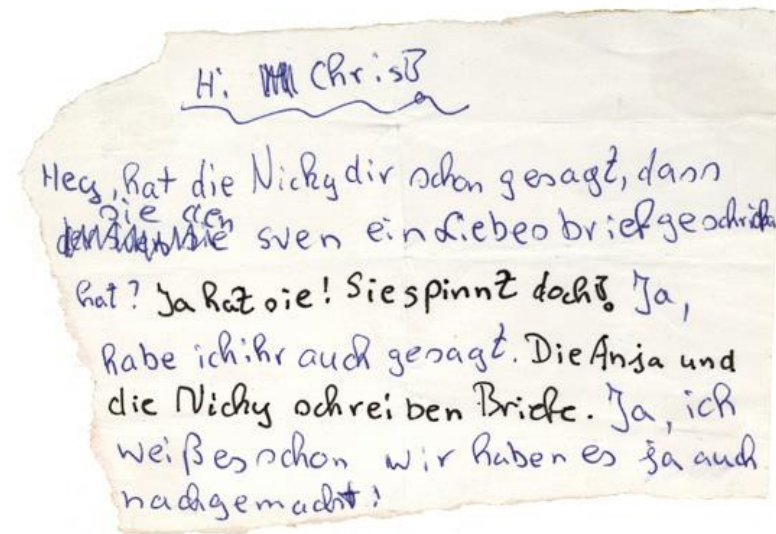 Hi Christ
Hey, hat die Nicky dir schon gesagt, dass
sie den
sven ein Liebesbrief geschrieben
hat? Ja hat sie! Sie spinnt doch! Ja,
habe ich ihr auch gesagt. Die Anja und
die Nicky schreiben Briefe. Ja, ich
weiß es schon wir haben es ja auch
nachgemacht!